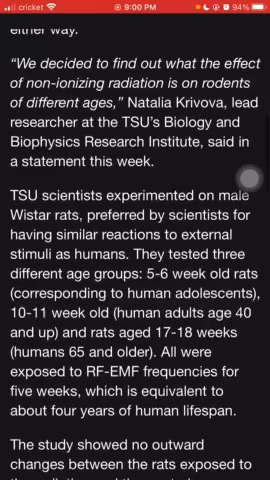 cricket 9:00 PM 94%
either way.
“We decided to find out what the effect
of non-ionizing radiation is on rodents
of different ages,” Natalia Krivova, lead
researcher at the TSU’s Biology and
Biophysics Research Institute, said in
a statement this week.
TSU scientists experimented on male
Wistar rats, preferred by scientists for
having similar reactions to external
stimuli as humans. They tested three
different age groups: 5-6 week old rats
(corresponding to human adolescents),
10-11 week old (human adults age 40
and up) and rats aged 17-18 weeks
(humans 65 and older). All were
exposed to RF-EMF frequencies for
five weeks, which is equivalent to
about four years of human lifespan.
The study showed no outward
changes between the rats exposed to